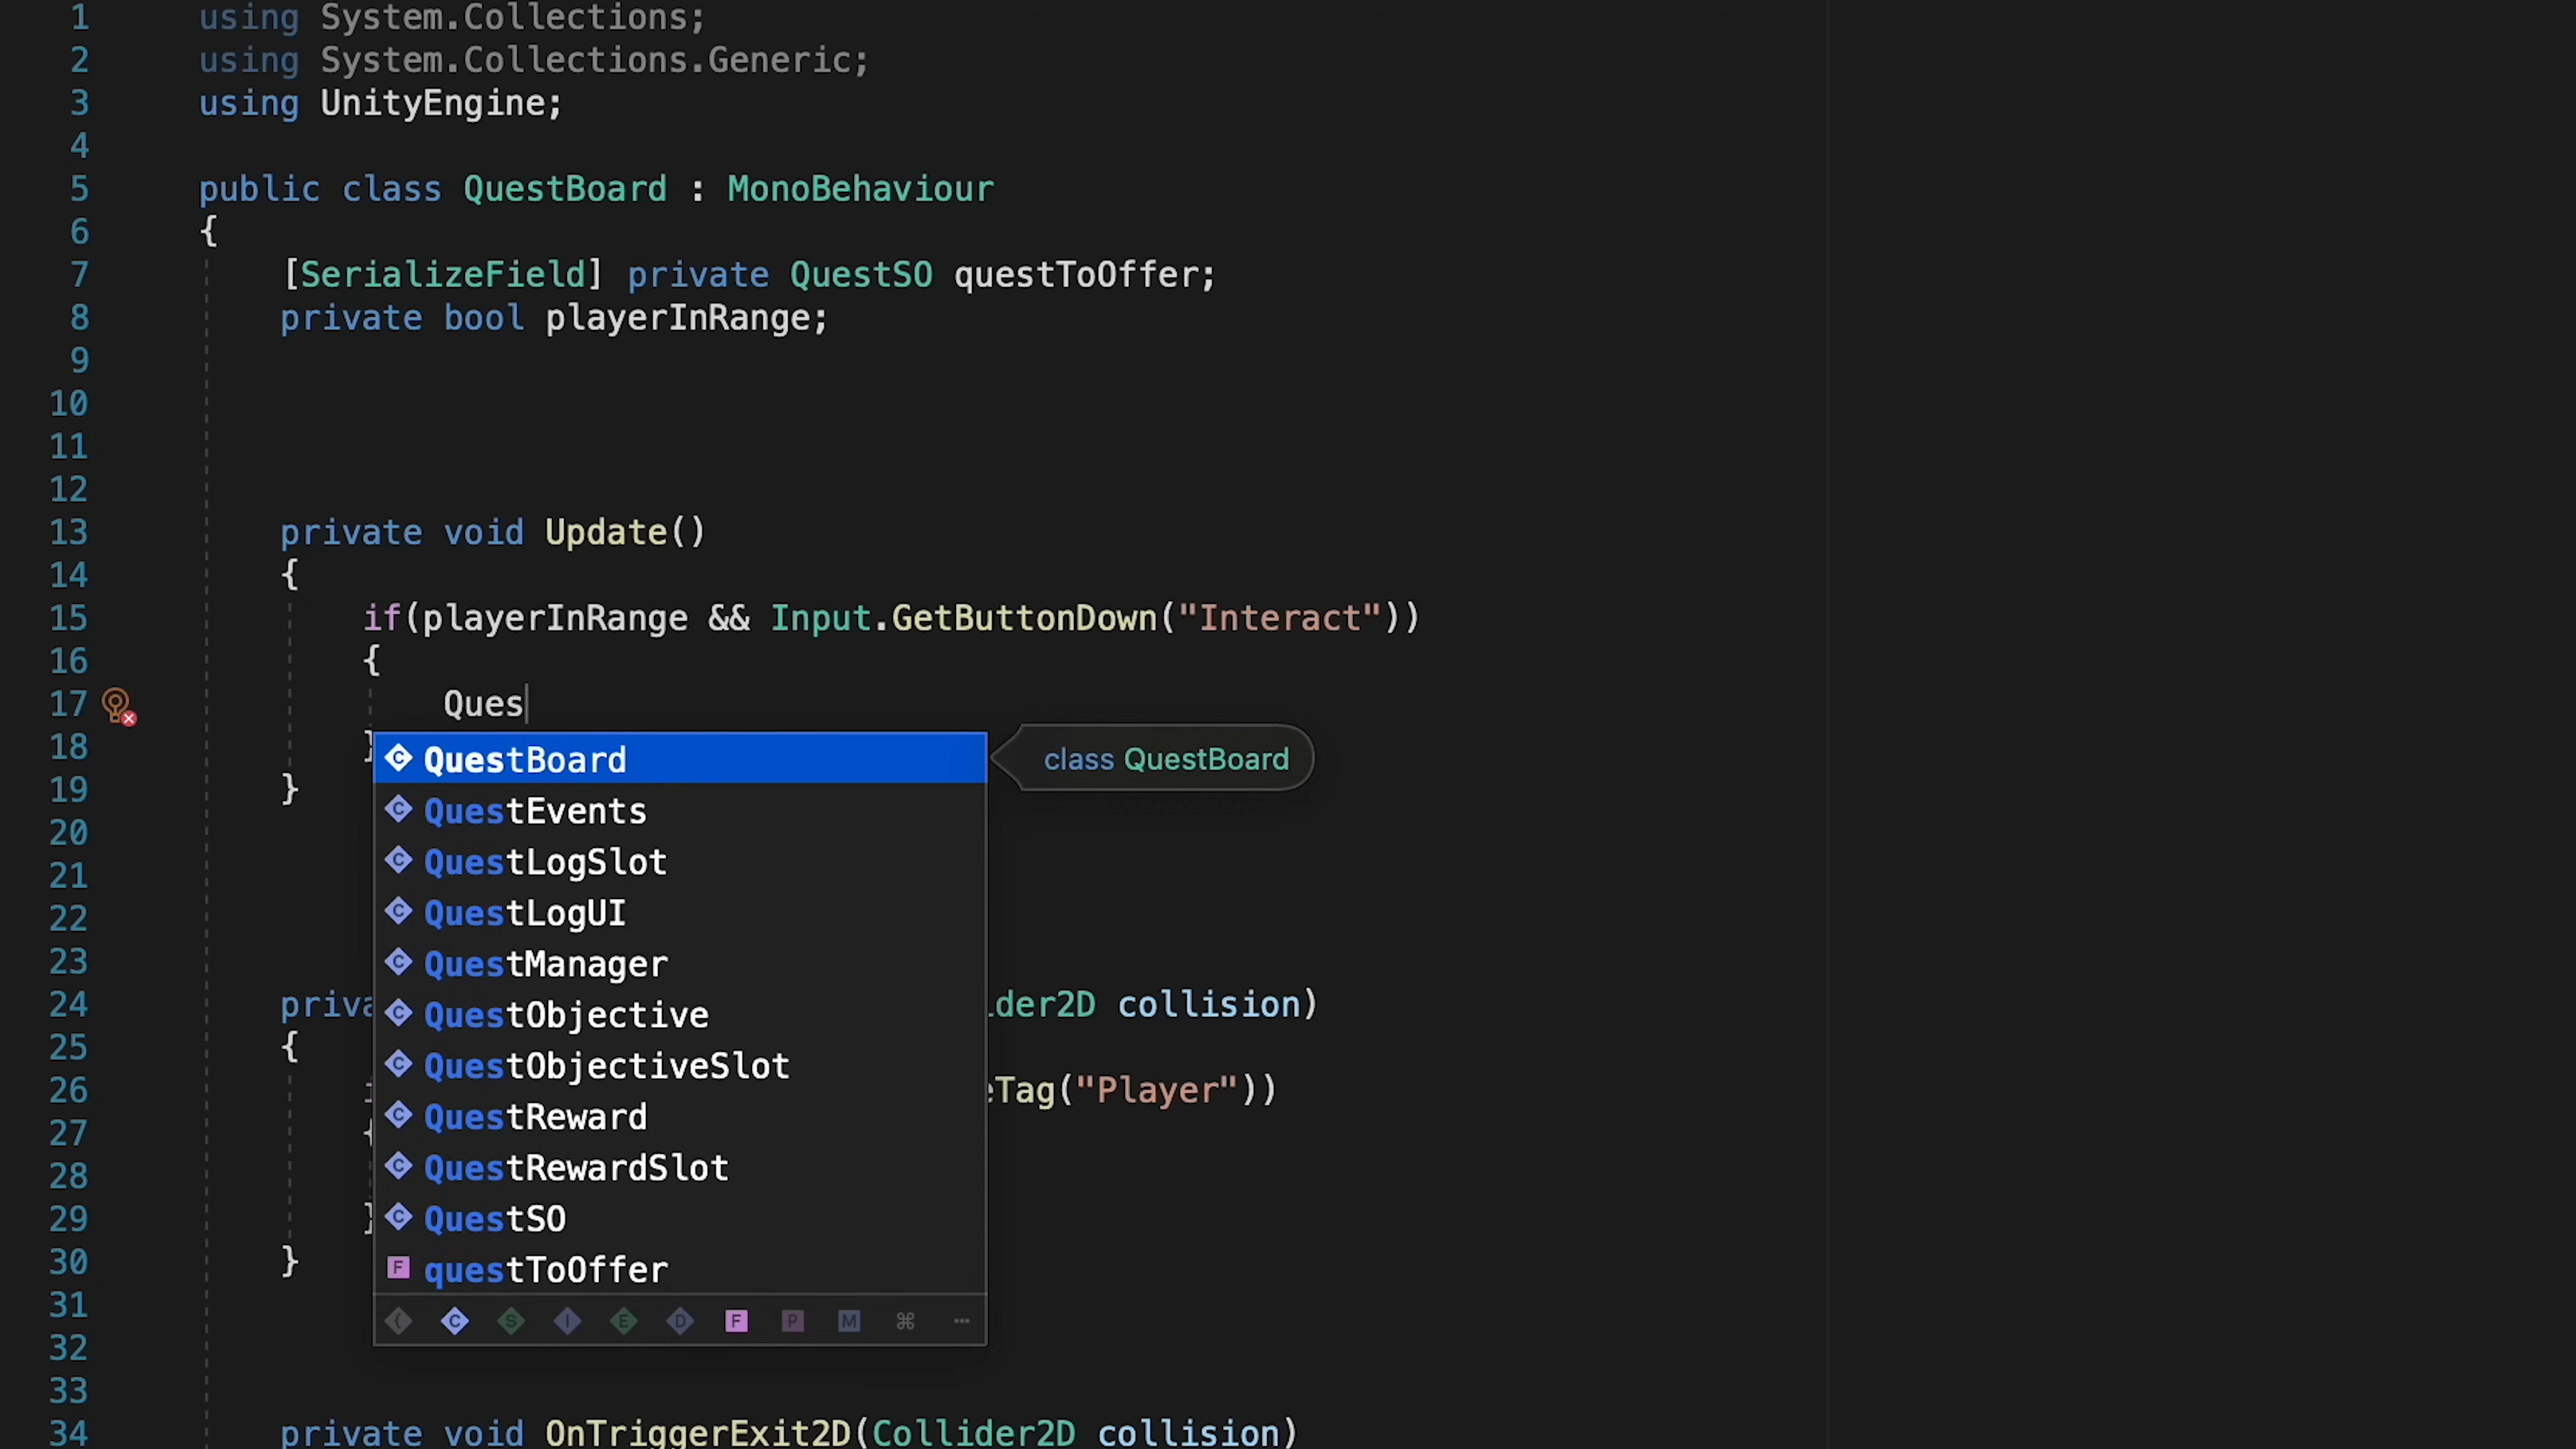 1 using System.Collections;
2 using System.Collections.Generic;
3 using UnityEngine;
4
5 public class QuestBoard : MonoBehaviour
6 {
7 [SerializeField] private QuestSO questToOffer;
8 private bool playerInRange;
9
10
11
12
13 private void Update()
14 {
15 if(playerInRange && Input.GetButtonDown("Interact"))
16 {
17 Ques
18 }
QuestBoard
class QuestBoard
19 }
QuestEvents
20
QuestLogSlot
21
QuestLogUI
22
QuestManager
23
24 priva der2D collision)
QuestObjective
25 {
QuestObjectiveSlot
26 eTag("Player"))
QuestReward
27 {
QuestRewardSlot
28
29 }
QuestSO
30 }
questToOffer
31
C S I E D F P M ⌘ ...
32
33
34 private void OnTriggerExit2D(Collider2D collision)